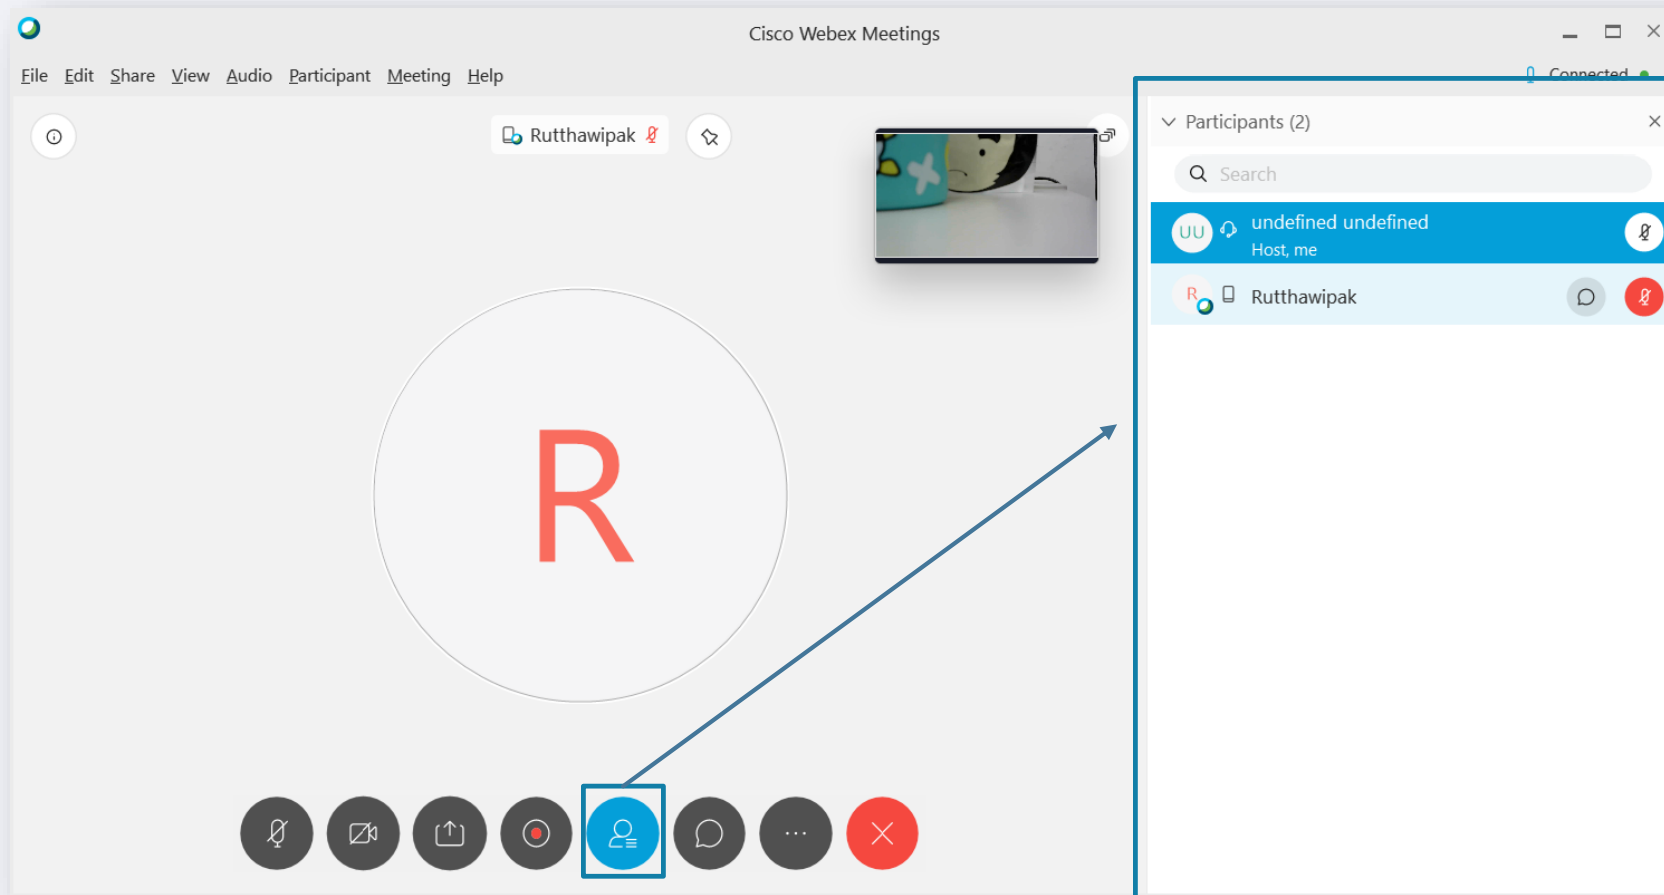 Cisco Webex Meetings
File Edit Share View Audio Participant Meeting Help
Connected
Rutthawipak
Participants (2)
Search
UU
undefined undefined
Host, me
R
Rutthawipak
R